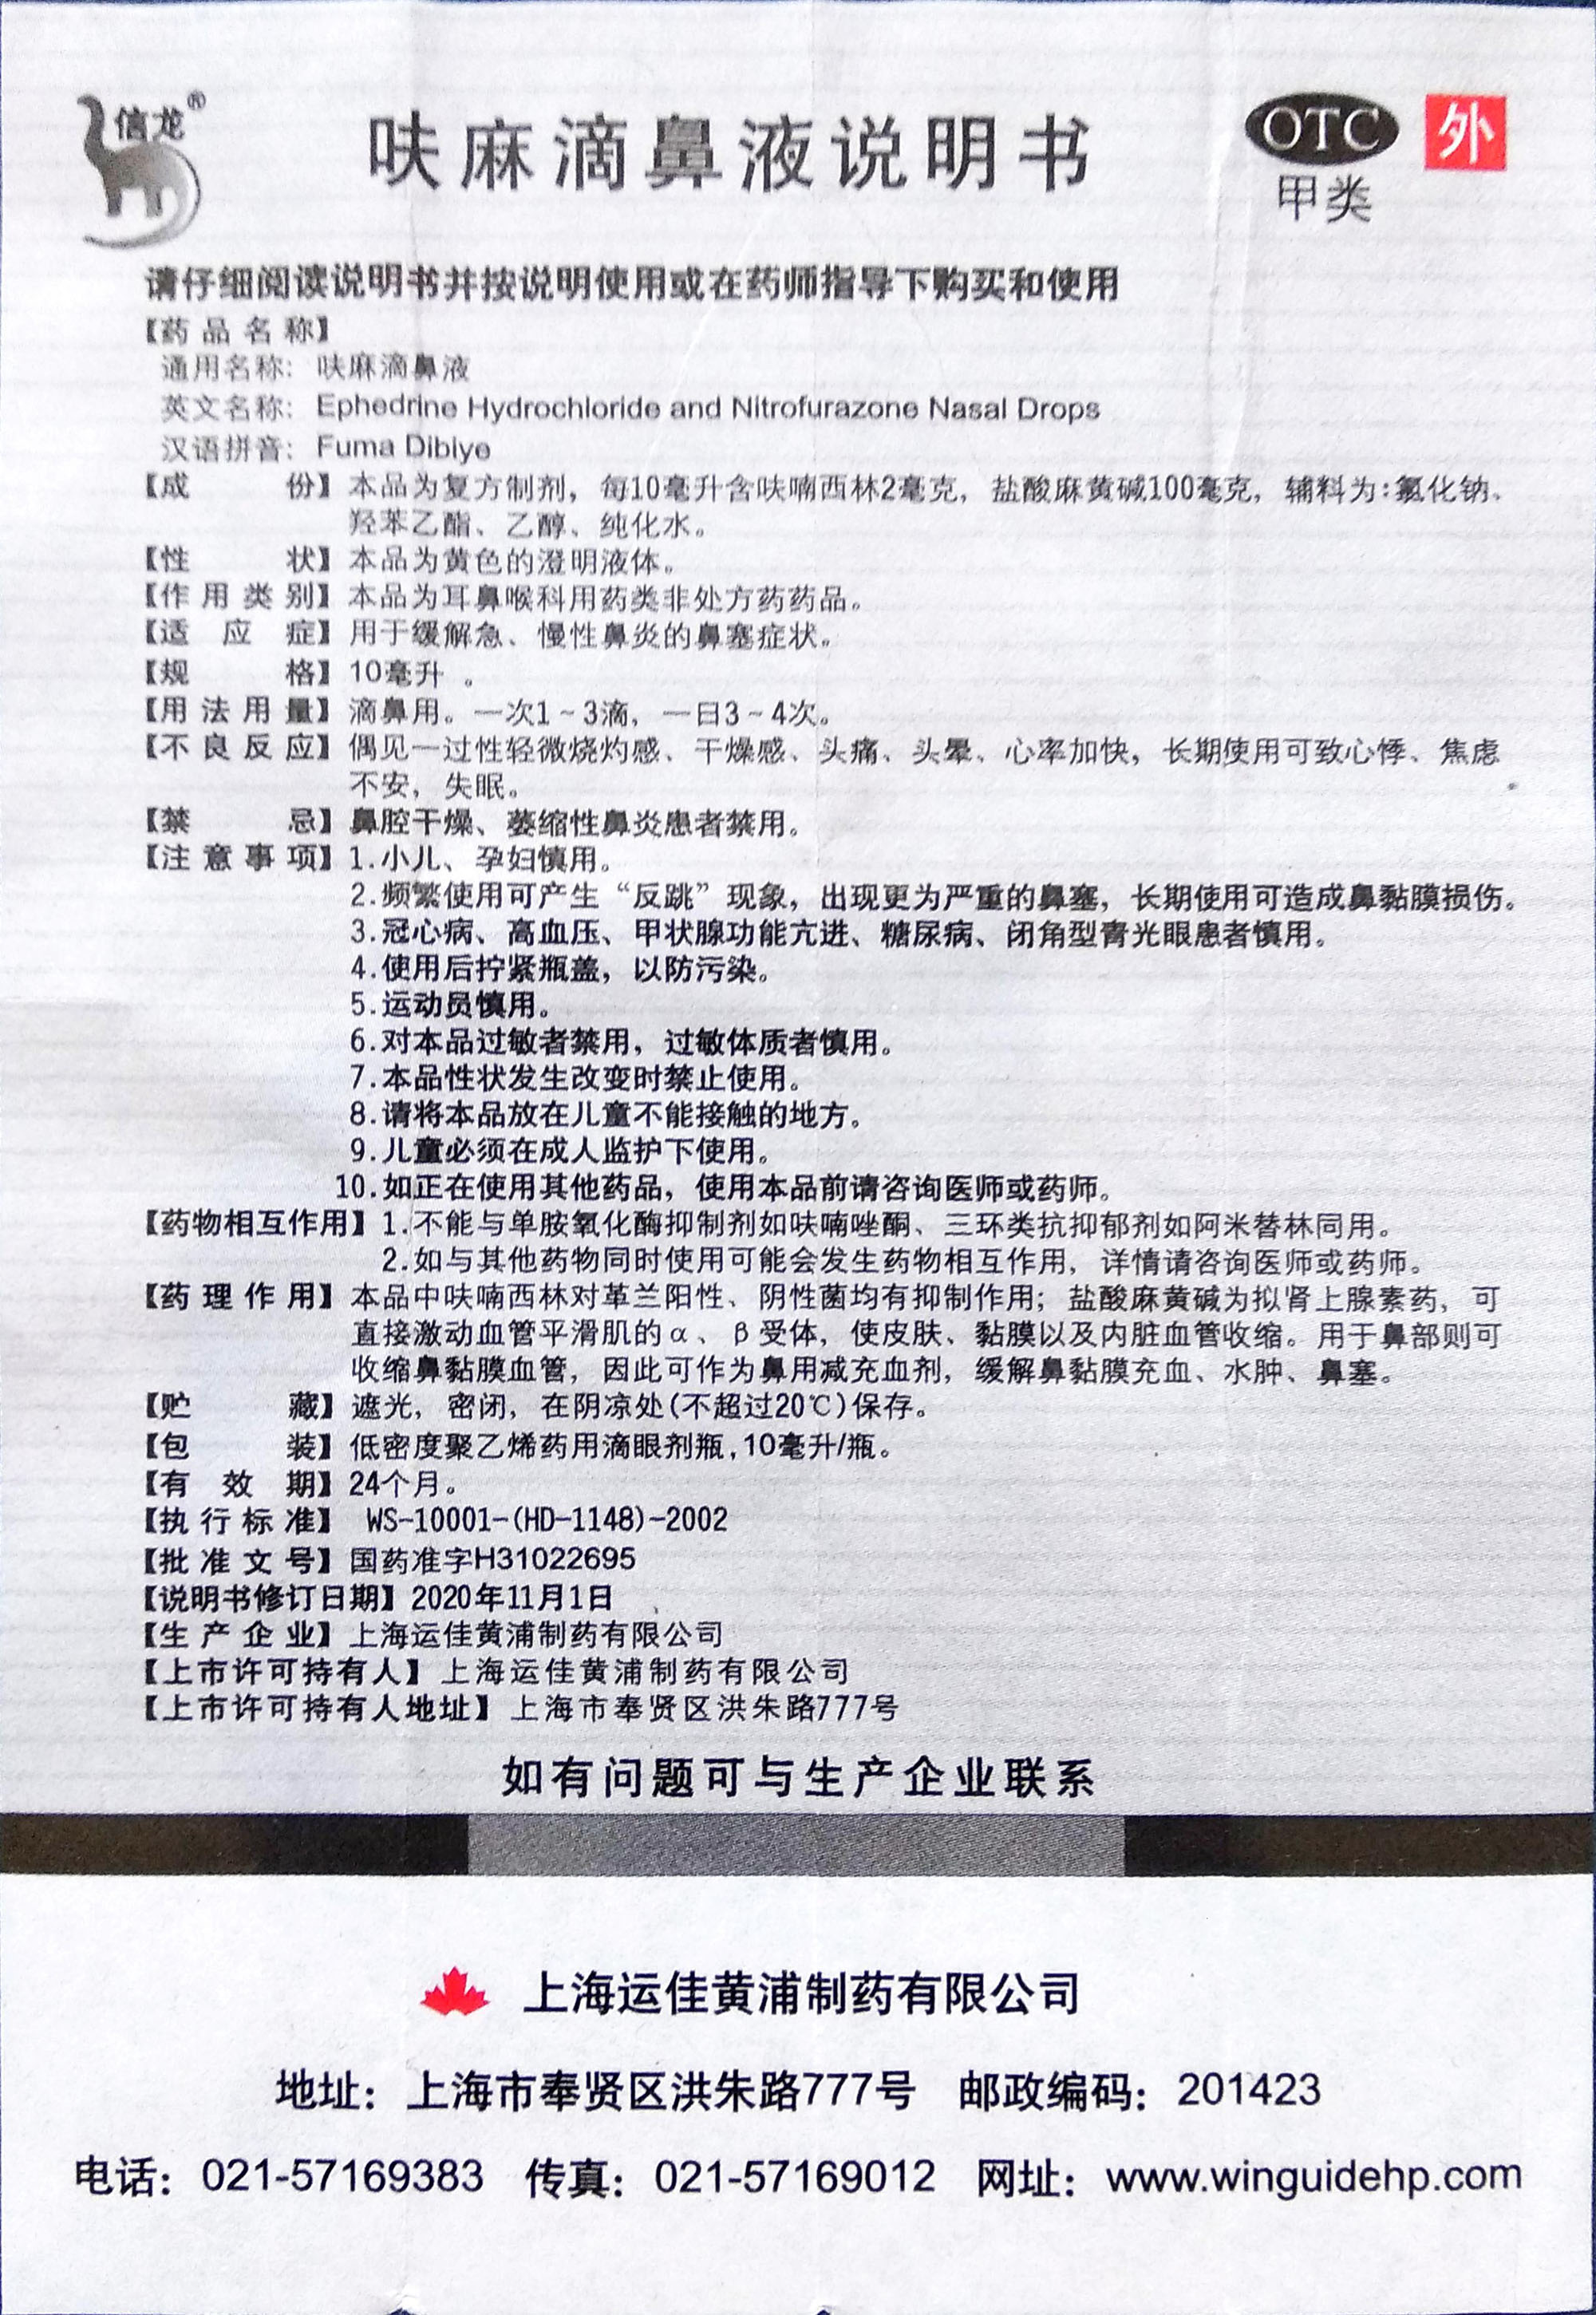 信龙®
呋麻滴鼻液说明书
OTC
甲类
外
请仔细阅读说明书并按说明使用或在药师指导下购买和使用
【药品名称】
通用名称：呋麻滴鼻液
英文名称：Ephedrine Hydrochloride and Nitrofurazone Nasal Drops
汉语拼音：Fuma Dibiye
【成份】本品为复方制剂，每10毫升含呋喃西林2毫克，盐酸麻黄碱100毫克，辅料为:氯化钠、
羟苯乙酯、乙醇、纯化水。
【性状】本品为黄色的澄明液体。
【作用类别】本品为耳鼻喉科用药类非处方药药品。
【适应症】用于缓解急、慢性鼻炎的鼻塞症状。
【规格】10毫升 。
【用法用量】滴鼻用。一次1~3滴，一日3~4次。
【不良反应】偶见一过性轻微烧灼感、干燥感、头痛、头晕、心率加快，长期使用可致心悸、焦虑
不安，失眠。
【禁忌】鼻腔干燥、萎缩性鼻炎患者禁用。
【注意事项】1.小儿、孕妇慎用。
2.频繁使用可产生“反跳”现象，出现更为严重的鼻塞，长期使用可造成鼻黏膜损伤。
3.冠心病、高血压、甲状腺功能亢进、糖尿病、闭角型青光眼患者慎用。
4.使用后拧紧瓶盖，以防污染。
5.运动员慎用。
6.对本品过敏者禁用，过敏体质者慎用。
7.本品性状发生改变时禁止使用。
8.请将本品放在儿童不能接触的地方。
9.儿童必须在成人监护下使用。
10.如正在使用其他药品，使用本品前请咨询医师或药师。
【药物相互作用】1.不能与单胺氧化酶抑制剂如呋喃唑酮、三环类抗抑郁剂如阿米替林同用。
2.如与其他药物同时使用可能会发生药物相互作用，详情请咨询医师或药师。
【药理作用】本品中呋喃西林对革兰阳性、阴性菌均有抑制作用；盐酸麻黄碱为拟肾上腺素药，可
直接激动血管平滑肌的α、β受体，使皮肤、黏膜以及内脏血管收缩。用于鼻部则可
收缩鼻黏膜血管，因此可作为鼻用减充血剂，缓解鼻黏膜充血、水肿、鼻塞。
【贮藏】遮光，密闭，在阴凉处(不超过20℃)保存。
【包装】低密度聚乙烯药用滴眼剂瓶,10毫升/瓶。
【有效期】24个月。
【执行标准】 WS-10001-(HD-1148)-2002
【批准文号】国药准字H31022695
【说明书修订日期】2020年11月1日
【生产企业】上海运佳黄浦制药有限公司
【上市许可持有人】上海运佳黄浦制药有限公司
【上市许可持有人地址】上海市奉贤区洪朱路777号
如有问题可与生产企业联系
上海运佳黄浦制药有限公司
地址：上海市奉贤区洪朱路777号 邮政编码：201423
电话：021-57169383 传真：021-57169012 网址：www.winguidehp.com